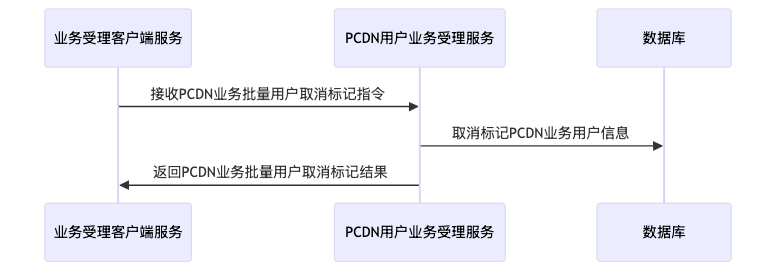 业务受理客户端服务
PCDN用户业务受理服务
数据库
接收PCDN业务批量用户取消标记指令
取消标记PCDN业务用户信息
返回PCDN业务批量用户取消标记结果
业务受理客户端服务
PCDN用户业务受理服务
数据库